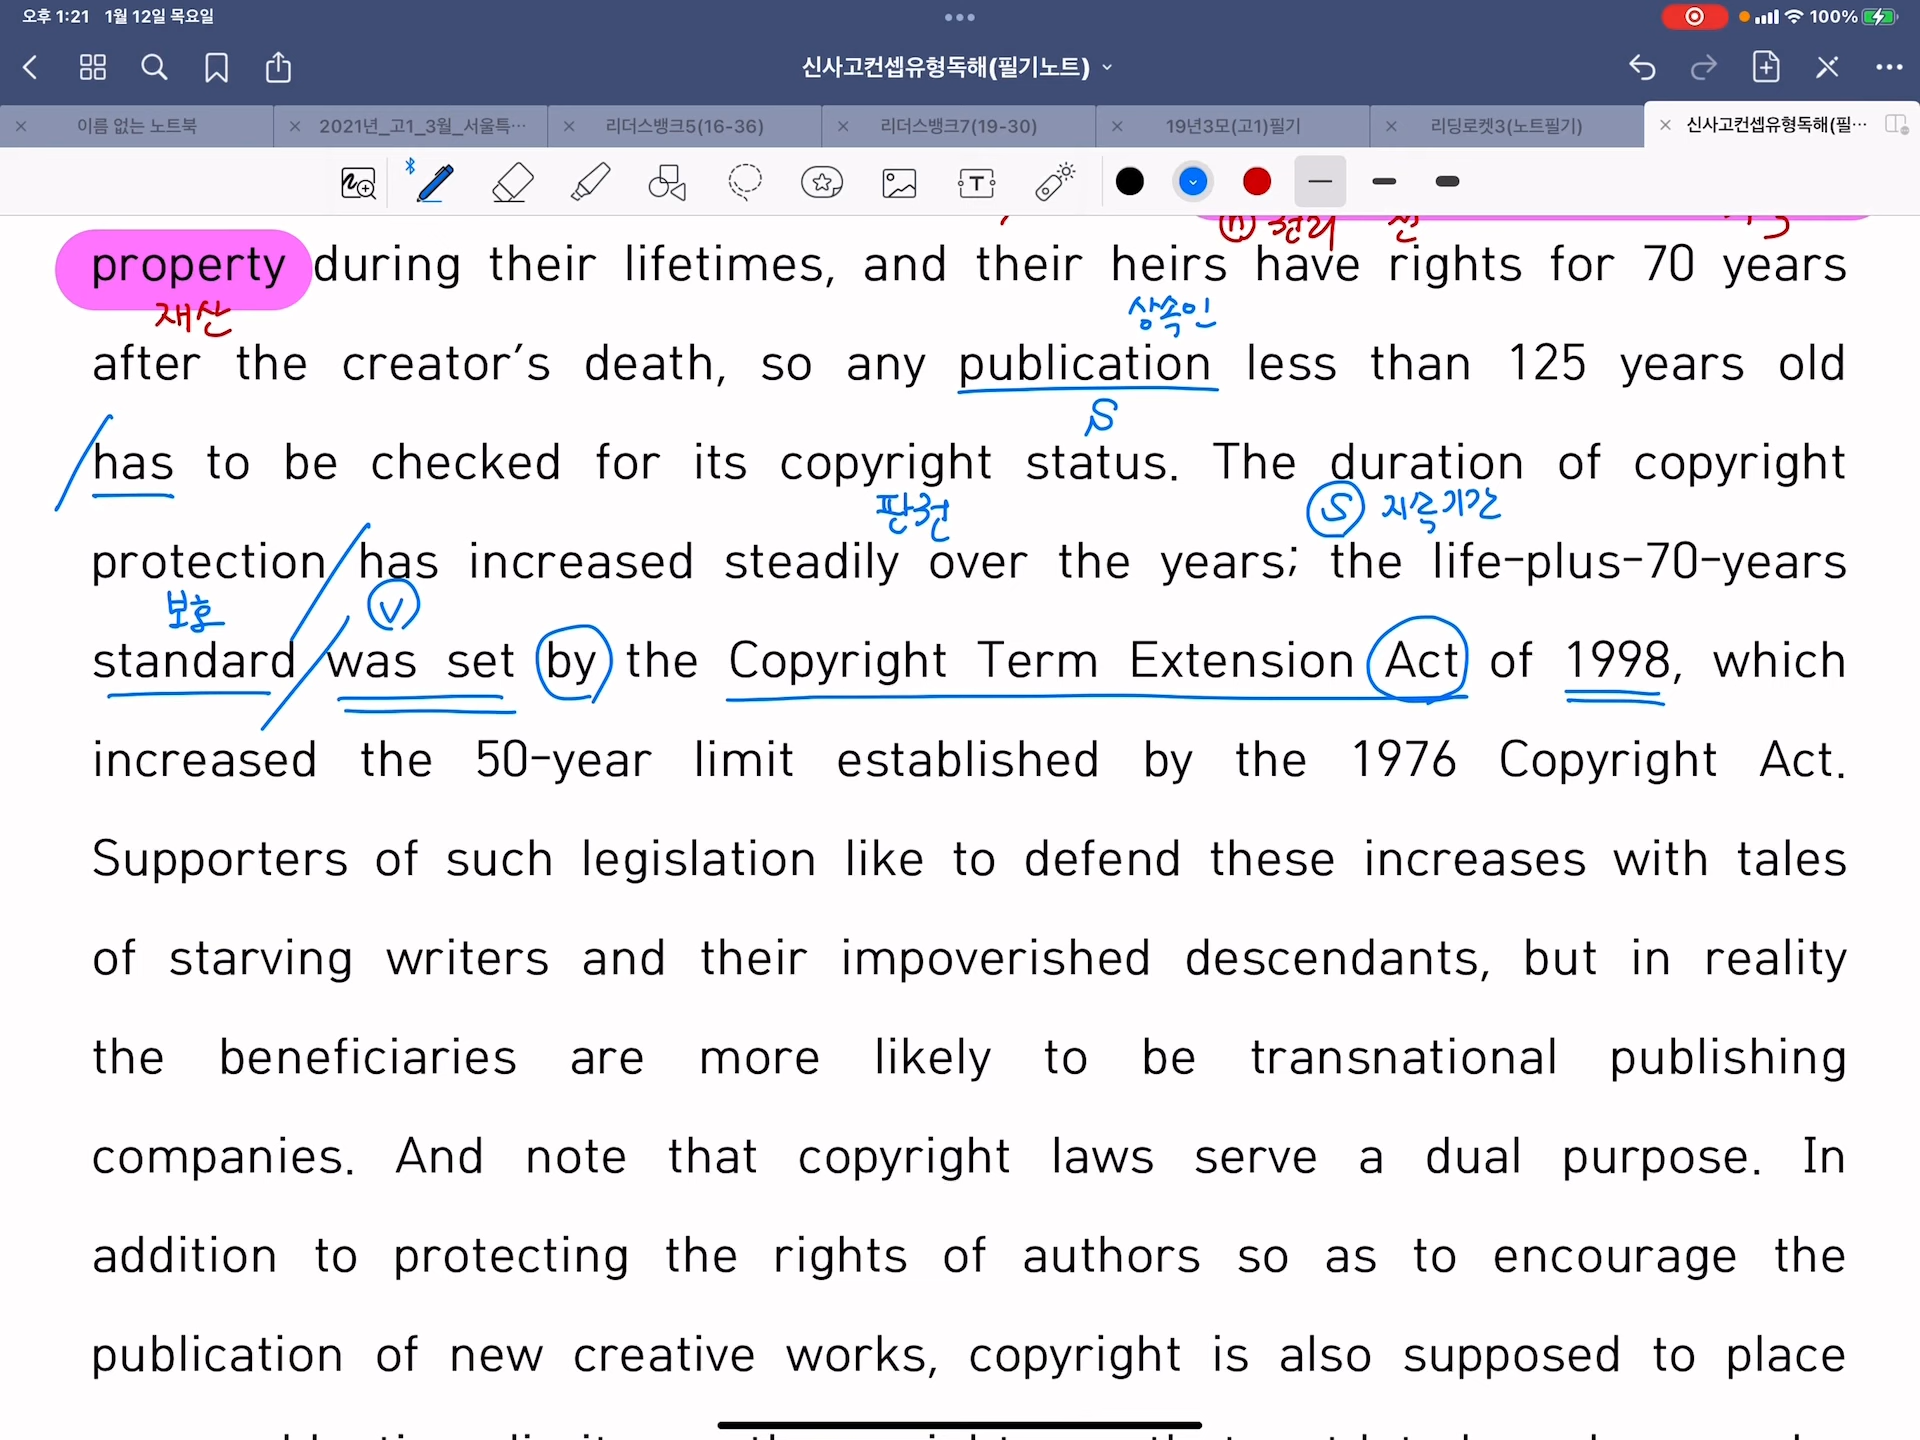 오후 1:21 1월 12일 목요일
100%
신사고컨셉유형독해(필기노트)
이름 없는 노트북
2021년_고1_3월_서울특…
리더스뱅크5(16-36)
리더스뱅크7(19-30)
19년3모(고1)필기
리딩로켓3(노트필기)
신사고컨셉유형독해(필…
n 권리
property during their lifetimes, and their heirs have rights for 70 years
재산 상속인
after the creator's death, so any publication less than 125 years old
S
has to be checked for its copyright status. The duration of copyright
판권 S 지속기간
protection has increased steadily over the years; the life-plus-70-years
보호 V
standard was set by the Copyright Term Extension Act of 1998, which
increased the 50-year limit established by the 1976 Copyright Act.
Supporters of such legislation like to defend these increases with tales
of starving writers and their impoverished descendants, but in reality
the beneficiaries are more likely to be transnational publishing
companies. And note that copyright laws serve a dual purpose. In
addition to protecting the rights of authors so as to encourage the
publication of new creative works, copyright is also supposed to place